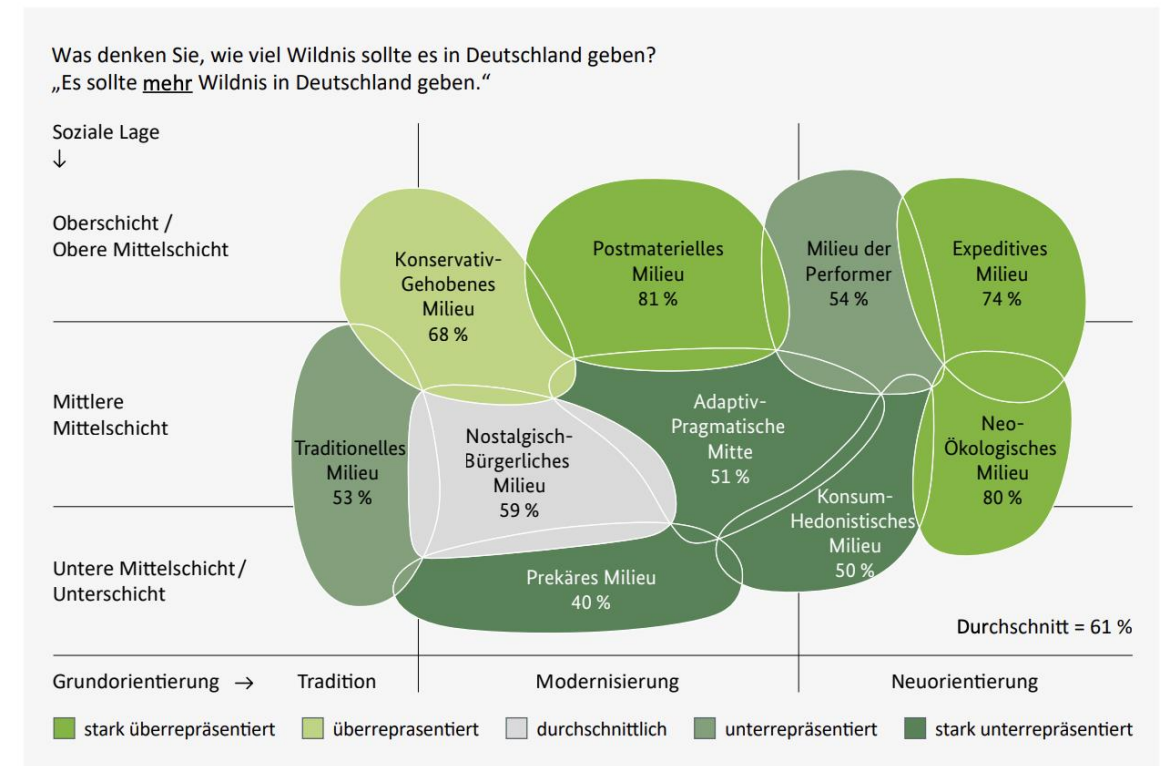 Was denken Sie, wie viel Wildnis sollte es in Deutschland geben?
„Es sollte mehr Wildnis in Deutschland geben.“
Soziale Lage
↓
Oberschicht /
Obere Mittelschicht
Konservativ-
Gehobenes
Milieu
68 %
Postmaterielles
Milieu
81 %
Milieu der
Performer
54 %
Expeditives
Milieu
74 %
Mittlere
Mittelschicht
Traditionelles
Milieu
53 %
Nostalgisch-
Bürgerliches
Milieu
59 %
Adaptiv-
Pragmatische
Mitte
51 %
Konsum-
Hedonistisches
Milieu
50 %
Neo-
Ökologisches
Milieu
80 %
Untere Mittelschicht /
Unterschicht
Prekäres Milieu
40 %
Durchschnitt = 61 %
Grundorientierung → Tradition Modernisierung Neuorientierung
stark überrepräsentiert überreprasentiert durchschnittlich unterrepräsentiert stark unterrepräsentiert